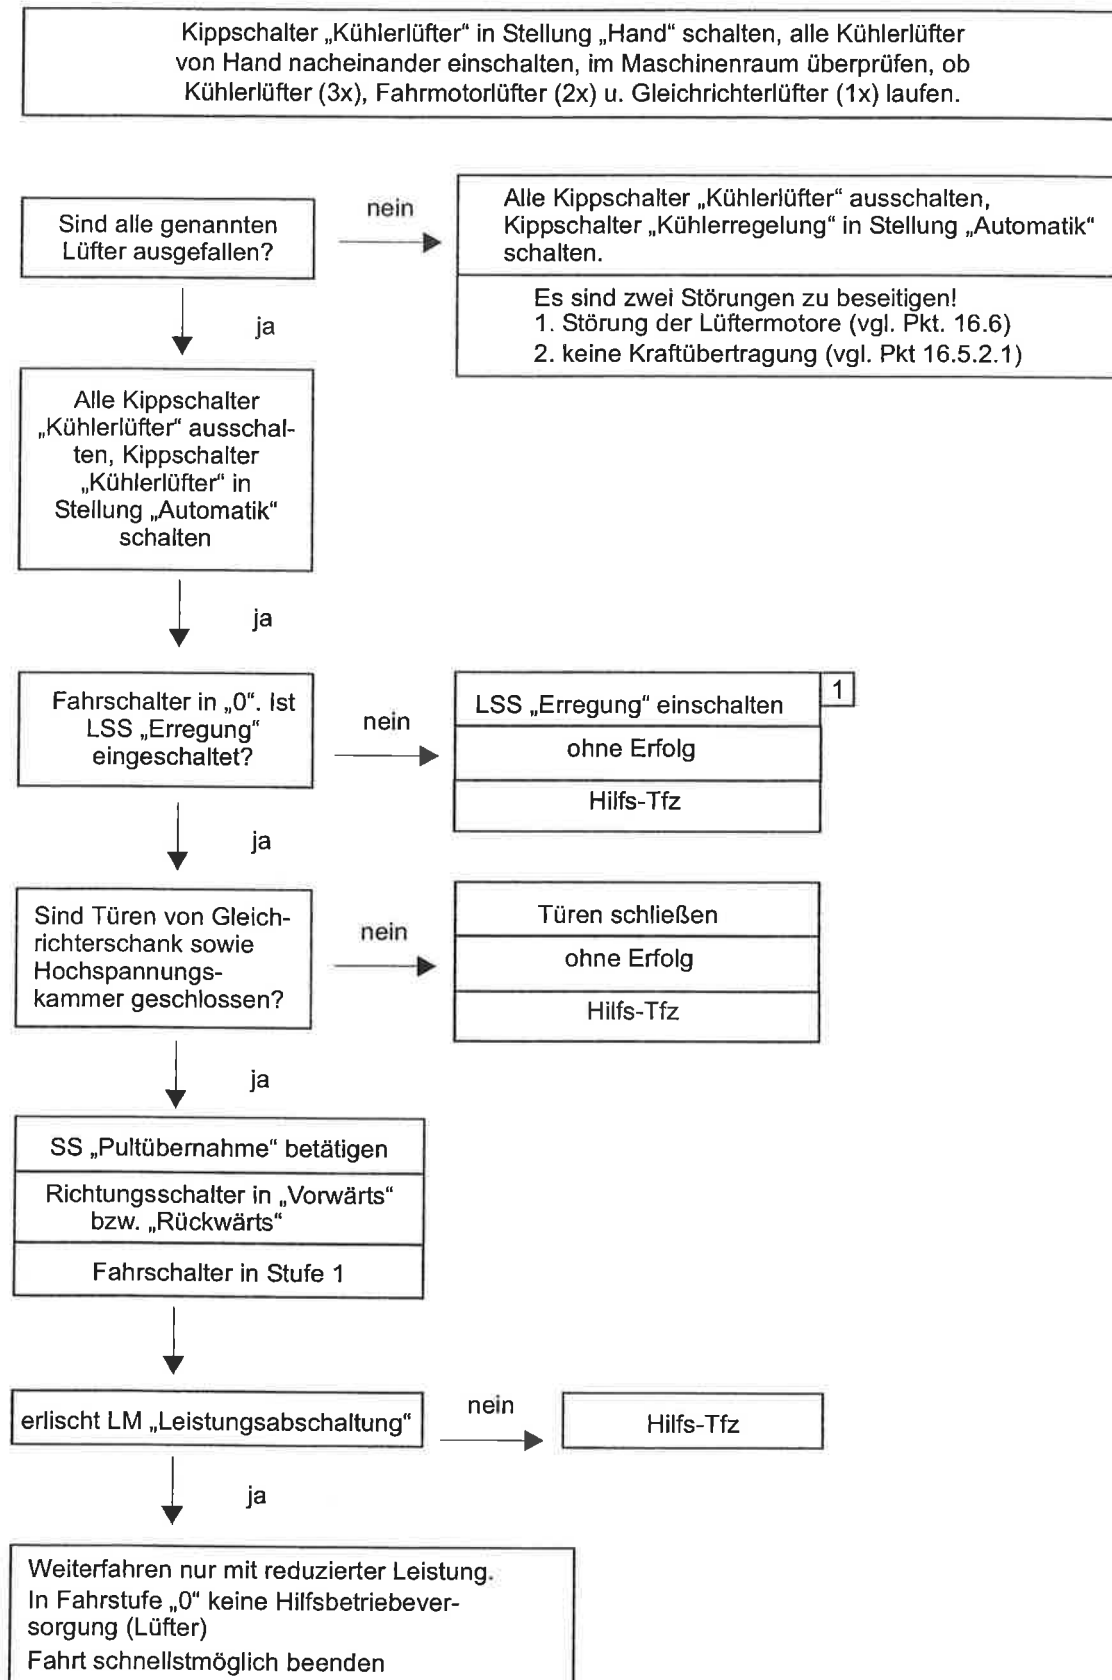 Kippschalter „Kühlerlüfter“ in Stellung „Hand“ schalten, alle Kühlerlüfter
von Hand nacheinander einschalten, im Maschinenraum überprüfen, ob
Kühlerlüfter (3x), Fahrmotorlüfter (2x) u. Gleichrichterlüfter (1x) laufen.
Sind alle genannten
Lüfter ausgefallen?
nein
Alle Kippschalter „Kühlerlüfter“ ausschalten,
Kippschalter „Kühlerregelung“ in Stellung „Automatik“
schalten.
Es sind zwei Störungen zu beseitigen!
1. Störung der Lüftermotore (vgl. Pkt. 16.6)
2. keine Kraftübertragung (vgl. Pkt 16.5.2.1)
ja
Alle Kippschalter
„Kühlerlüfter“ ausschal-
ten, Kippschalter
„Kühlerlüfter“ in
Stellung „Automatik“
schalten
ja
Fahrschalter in „0“. Ist
LSS „Erregung“
eingeschaltet?
nein
LSS „Erregung“ einschalten
1
ohne Erfolg
Hilfs-Tfz
ja
Sind Türen von Gleich-
richterschank sowie
Hochspannungs-
kammer geschlossen?
nein
Türen schließen
ohne Erfolg
Hilfs-Tfz
ja
SS „Pultübernahme“ betätigen
Richtungsschalter in „Vorwärts“
bzw. „Rückwärts“
Fahrschalter in Stufe 1
erlischt LM „Leistungsabschaltung“
nein
Hilfs-Tfz
ja
Weiterfahren nur mit reduzierter Leistung.
In Fahrstufe „0“ keine Hilfsbetriebever-
sorgung (Lüfter)
Fahrt schnellstmöglich beenden